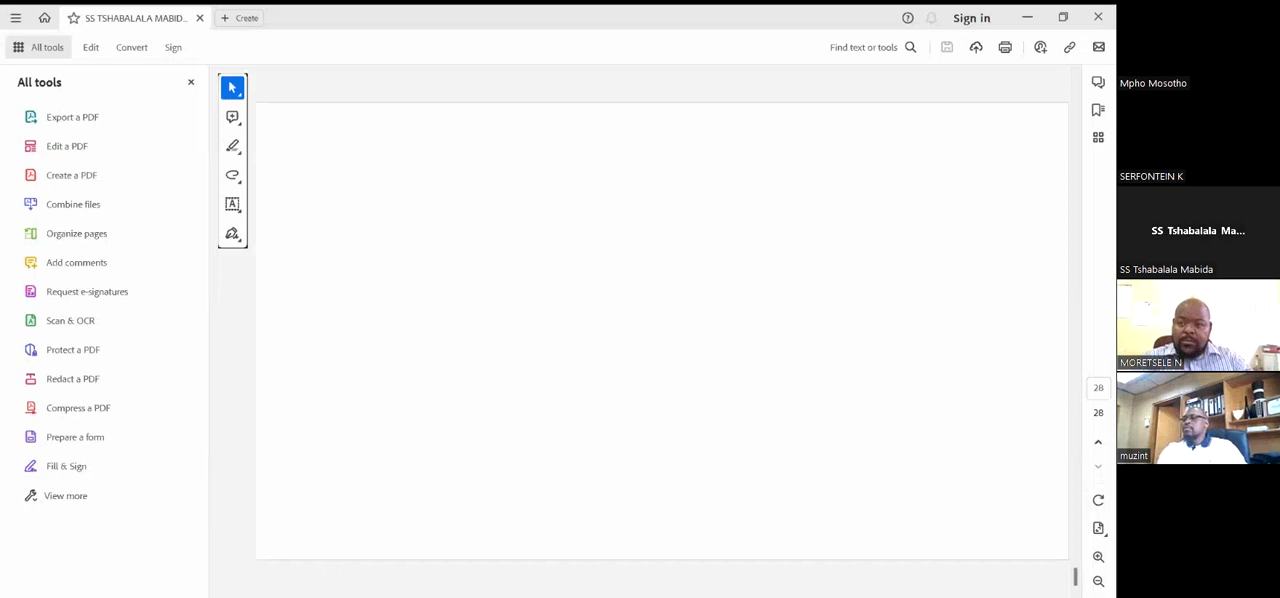 SS TSHABALALA MABID...
Create
Sign in
All tools
Edit
Convert
Sign
Find text or tools
All tools
Export a PDF
Edit a PDF
Create a PDF
Combine files
Organize pages
Add comments
Request e-signatures
Scan & OCR
Protect a PDF
Redact a PDF
Compress a PDF
Prepare a form
Fill & Sign
View more
28
28
Mpho Mosotho
SERFONTEIN K
SS Tshabalala Ma...
SS Tshabalala Mabida
MORETSELE N
muzint